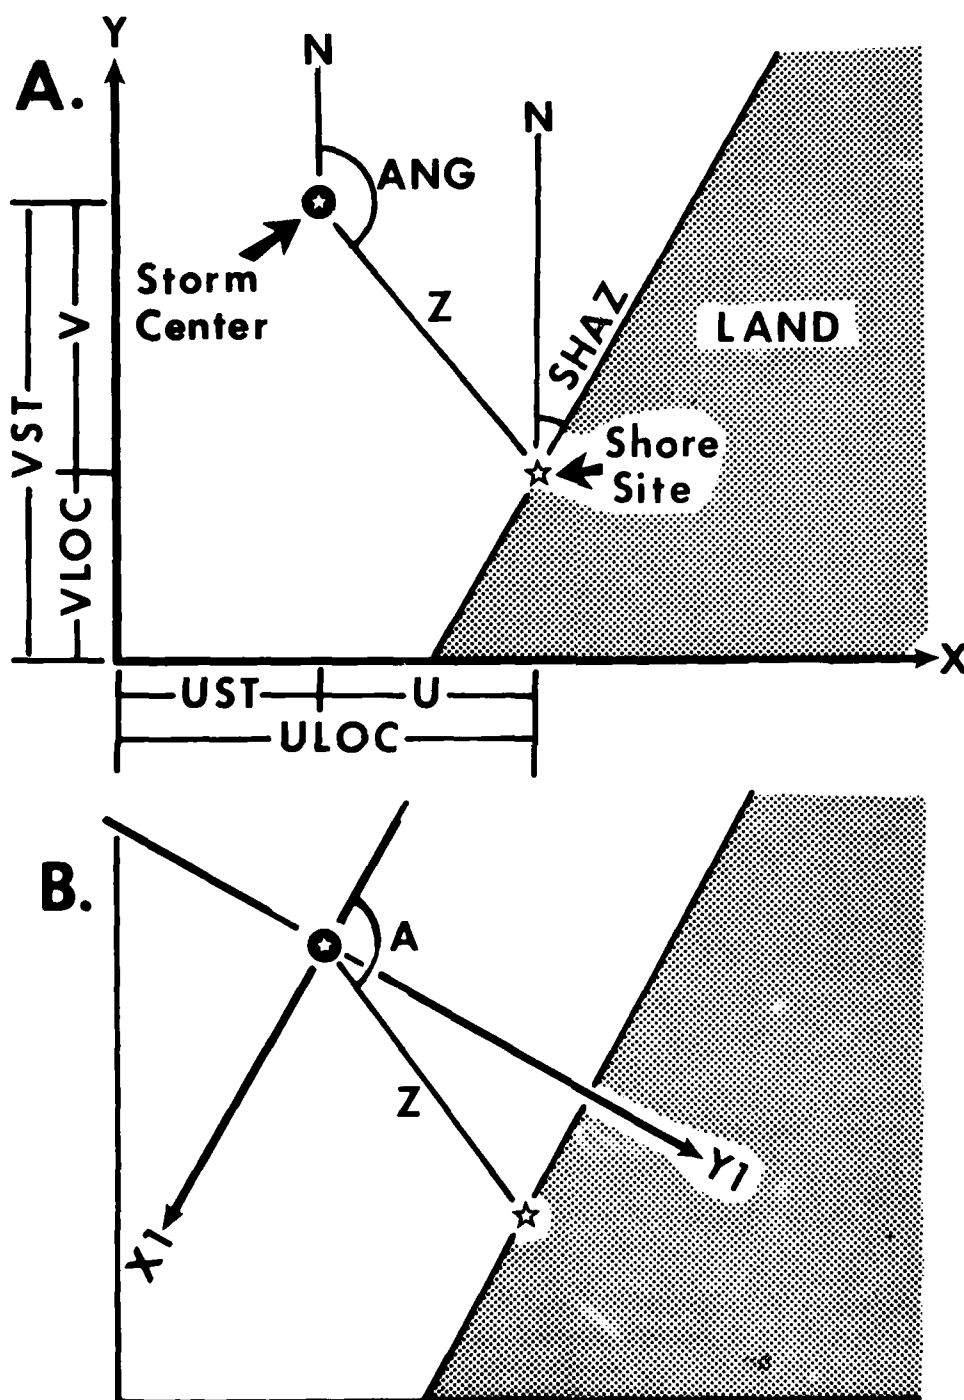 A.
Y
N
N
ANG
Storm
Center
Z
SHAZ
LAND
Shore
Site
VST
V
VLOC
X
UST
U
ULOC
B.
A
Z
X1
Y1